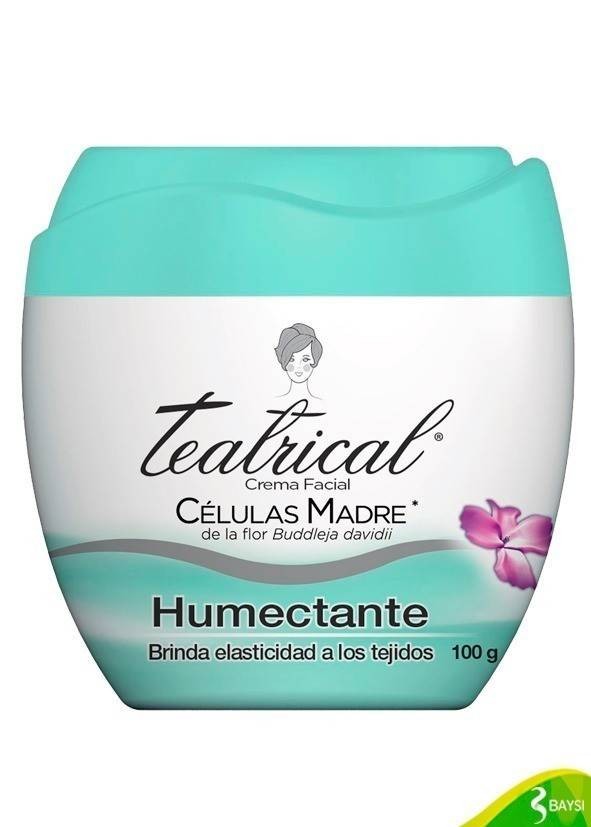 Teatrical®
Crema Facial
CÉLULAS MADRE*
de la flor Buddleja davidii
Humectante
Brinda elasticidad a los tejidos 100 g
BAYSI